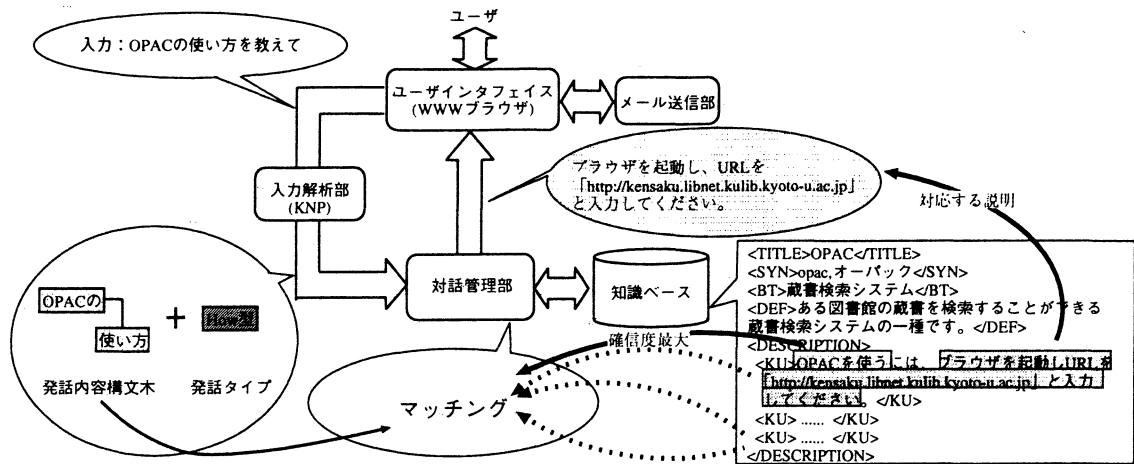 ユーザ
入力：OPACの使い方を教えて
ユーザインタフェイス
(WWWブラウザ)
メール送信部
ブラウザを起動し、URLを
「http://kensaku.libnet.kulib.kyoto-u.ac.jp」
と入力してください。
入力解析部
(KNP)
対応する説明
対話管理部
知識ベース
<TITLE>OPAC</TITLE>
<SYN>opac,オーパック</SYN>
<BT>蔵書検索システム</BT>
<DEF>ある図書館の蔵書を検索することができる
蔵書検索システムの一種です。</DEF>
<DESCRIPTION>
<KU>OPACを使うには、ブラウザを起動しURLを
「http://kensaku.libnet.kulib.kyoto-u.ac.jp」と入力
してください。</KU>
<KU> ...... </KU>
<KU> ...... </KU>
</DESCRIPTION>
確信度最大
OPACの
使い方
+
How型
発話内容構文木
発話タイプ
マッチング